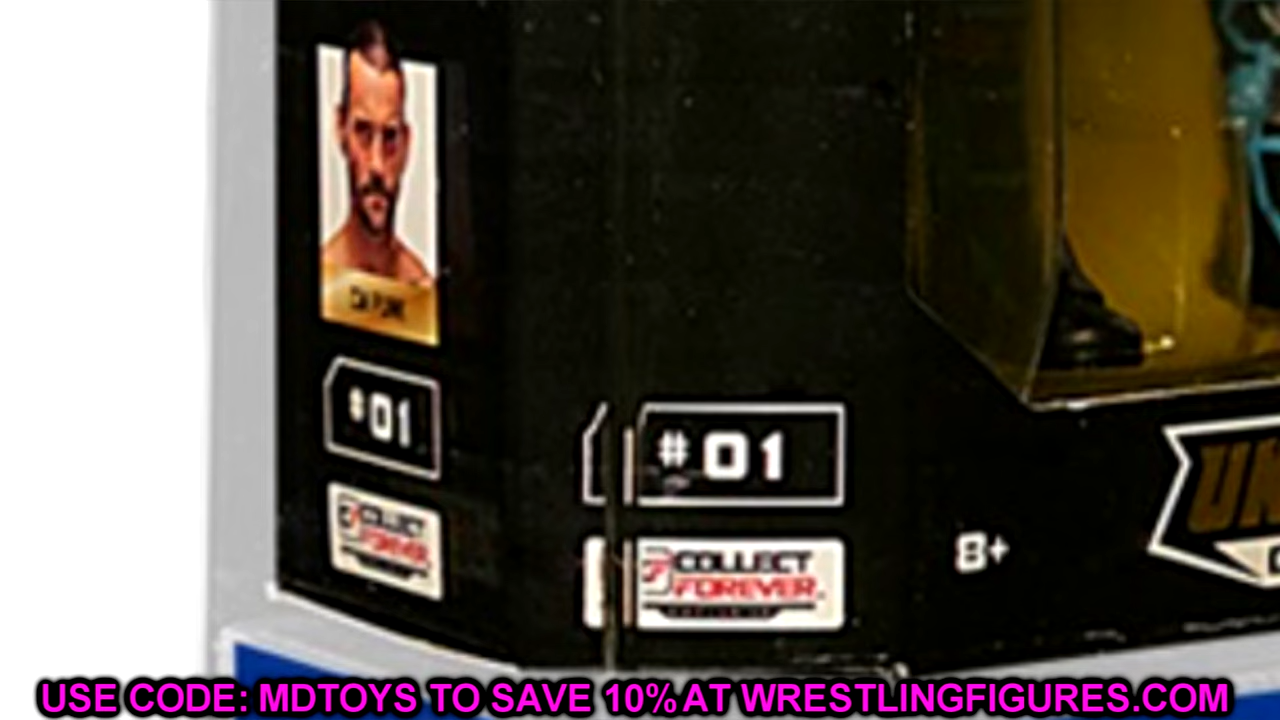 CM PUNK
#01
COLLECT
FOREVER
#01
COLLECT
FOREVER.
8+
USE CODE: MDTOYS TO SAVE 10% AT WRESTLINGFIGURES.COM